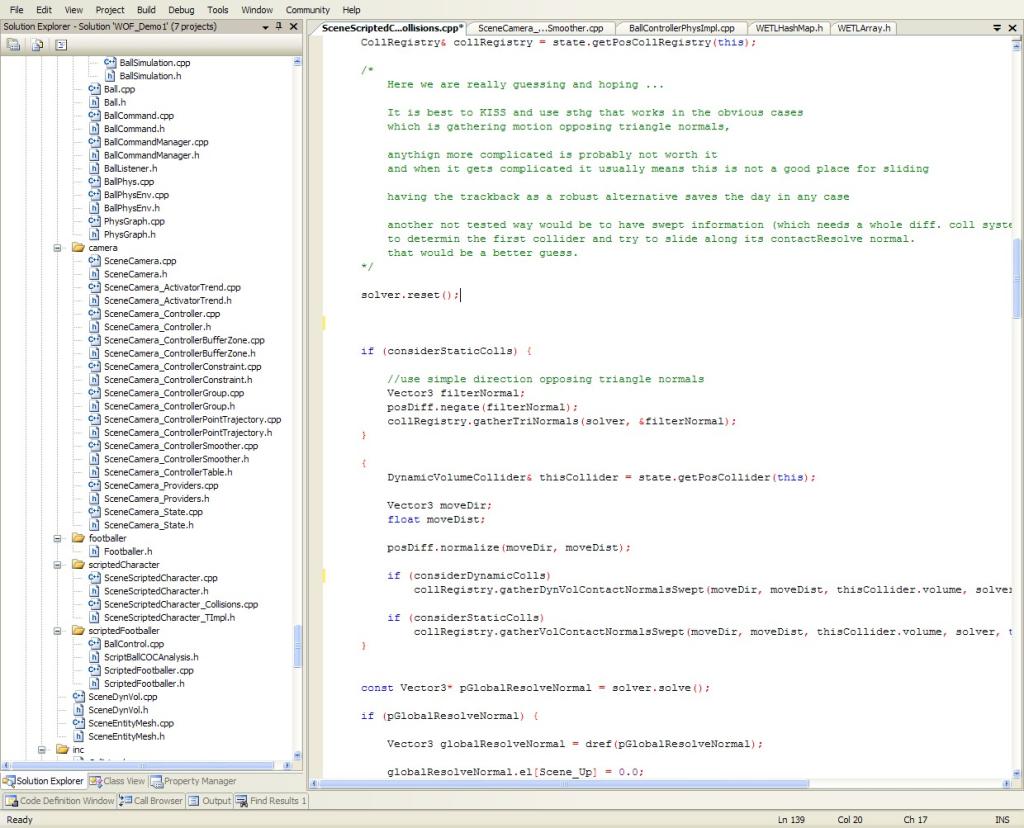 File Edit View Project Build Debug Tools Window Community Help
Solution Explorer - Solution 'WOF_Demo1' (7 projects)
BallSimulation.cpp
BallSimulation.h
Ball.cpp
Ball.h
BallCommand.cpp
BallCommand.h
BallCommandManager.cpp
BallCommandManager.h
BallListener.h
BallPhys.cpp
BallPhysEnv.cpp
BallPhysEnv.h
PhysGraph.cpp
PhysGraph.h
camera
SceneCamera.cpp
SceneCamera.h
SceneCamera_ActivatorTrend.cpp
SceneCamera_ActivatorTrend.h
SceneCamera_Controller.cpp
SceneCamera_Controller.h
SceneCamera_ControllerBufferZone.cpp
SceneCamera_ControllerBufferZone.h
SceneCamera_ControllerConstraint.cpp
SceneCamera_ControllerConstraint.h
SceneCamera_ControllerGroup.cpp
SceneCamera_ControllerGroup.h
SceneCamera_ControllerPointTrajectory.cpp
SceneCamera_ControllerPointTrajectory.h
SceneCamera_ControllerSmoother.cpp
SceneCamera_ControllerSmoother.h
SceneCamera_ControllerTable.h
SceneCamera_Providers.cpp
SceneCamera_Providers.h
SceneCamera_State.cpp
SceneCamera_State.h
footballer
Footballer.h
scriptedCharacter
SceneScriptedCharacter.cpp
SceneScriptedCharacter.h
SceneScriptedCharacter_Collisions.cpp
SceneScriptedCharacter_TImpl.h
scriptedFootballer
BallControl.cpp
ScriptBallCOCAnalysis.h
ScriptedFootballer.cpp
ScriptedFootballer.h
SceneDynVol.cpp
SceneDynVol.h
SceneEntityMesh.cpp
SceneEntityMesh.h
inc
Solution Explorer Class View Property Manager
SceneScriptedC...ollisions.cpp* SceneCamera_...Smoother.cpp BallControllerPhysImpl.cpp WETLHashMap.h WETLArray.h
CollRegistry& collRegistry = state.getPosCollRegistry(this);
/*
Here we are really guessing and hoping ...
It is best to KISS and use sthg that works in the obvious cases
which is gathering motion opposing triangle normals,
anythign more complicated is probably not worth it
and when it gets complicated it usually means this is not a good place for sliding
having the trackback as a robust alternative saves the day in any case
another not tested way would be to have swept information (which needs a whole diff. coll syste
to determin the first collider and try to slide along its contactResolve normal.
that would be a better guess.
*/
solver.reset();
if (considerStaticColls) {
//use simple direction opposing triangle normals
Vector3 filterNormal;
posDiff.negate(filterNormal);
collRegistry.gatherTriNormals(solver, &filterNormal);
}
{
DynamicVolumeCollider& thisCollider = state.getPosCollider(this);
Vector3 moveDir;
float moveDist;
posDiff.normalize(moveDir, moveDist);
if (considerDynamicColls)
collRegistry.gatherDynVolContactNormalsSwept(moveDir, moveDist, thisCollider.volume, solver
if (considerStaticColls)
collRegistry.gatherVolContactNormalsSwept(moveDir, moveDist, thisCollider.volume, solver, t
}
const Vector3* pGlobalResolveNormal = solver.solve();
if (pGlobalResolveNormal) {
Vector3 globalResolveNormal = dref(pGlobalResolveNormal);
globalResolveNormal.el[Scene_Up] = 0.0;
Code Definition Window Call Browser Output Find Results 1
Ready Ln 139 Col 20 Ch 17 INS